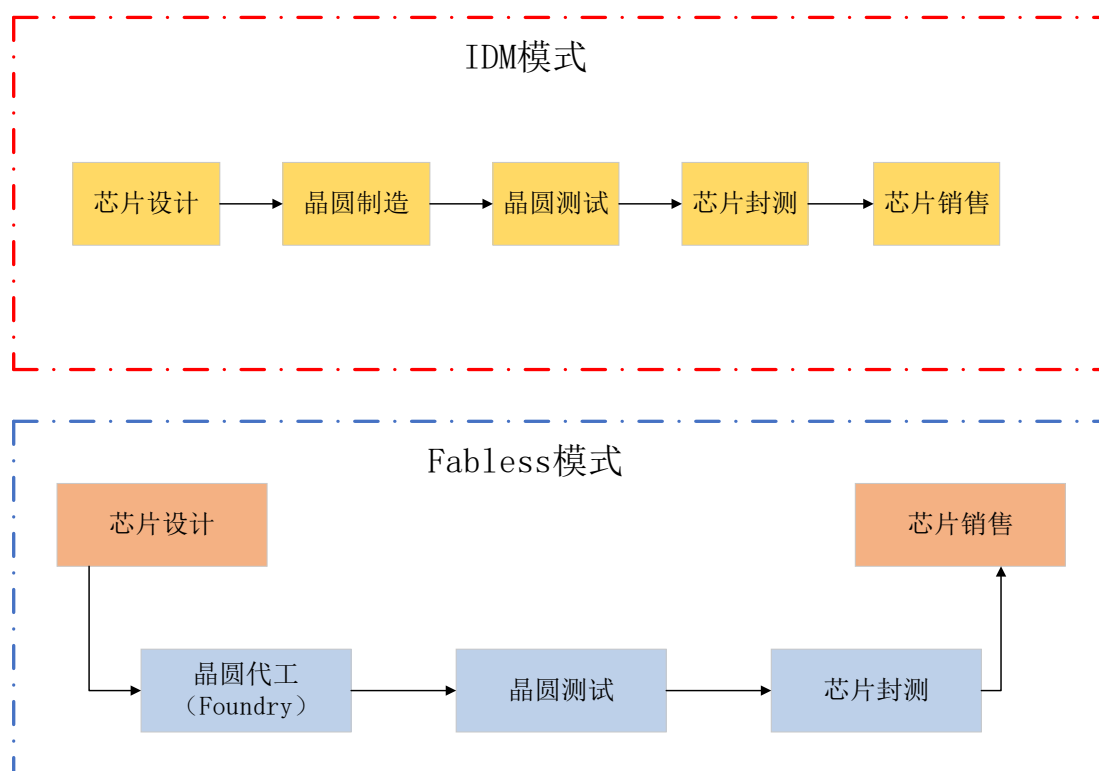 IDM模式
芯片设计
晶圆制造
晶圆测试
芯片封测
芯片销售
Fabless模式
芯片设计
芯片销售
晶圆代工
（Foundry）
晶圆测试
芯片封测